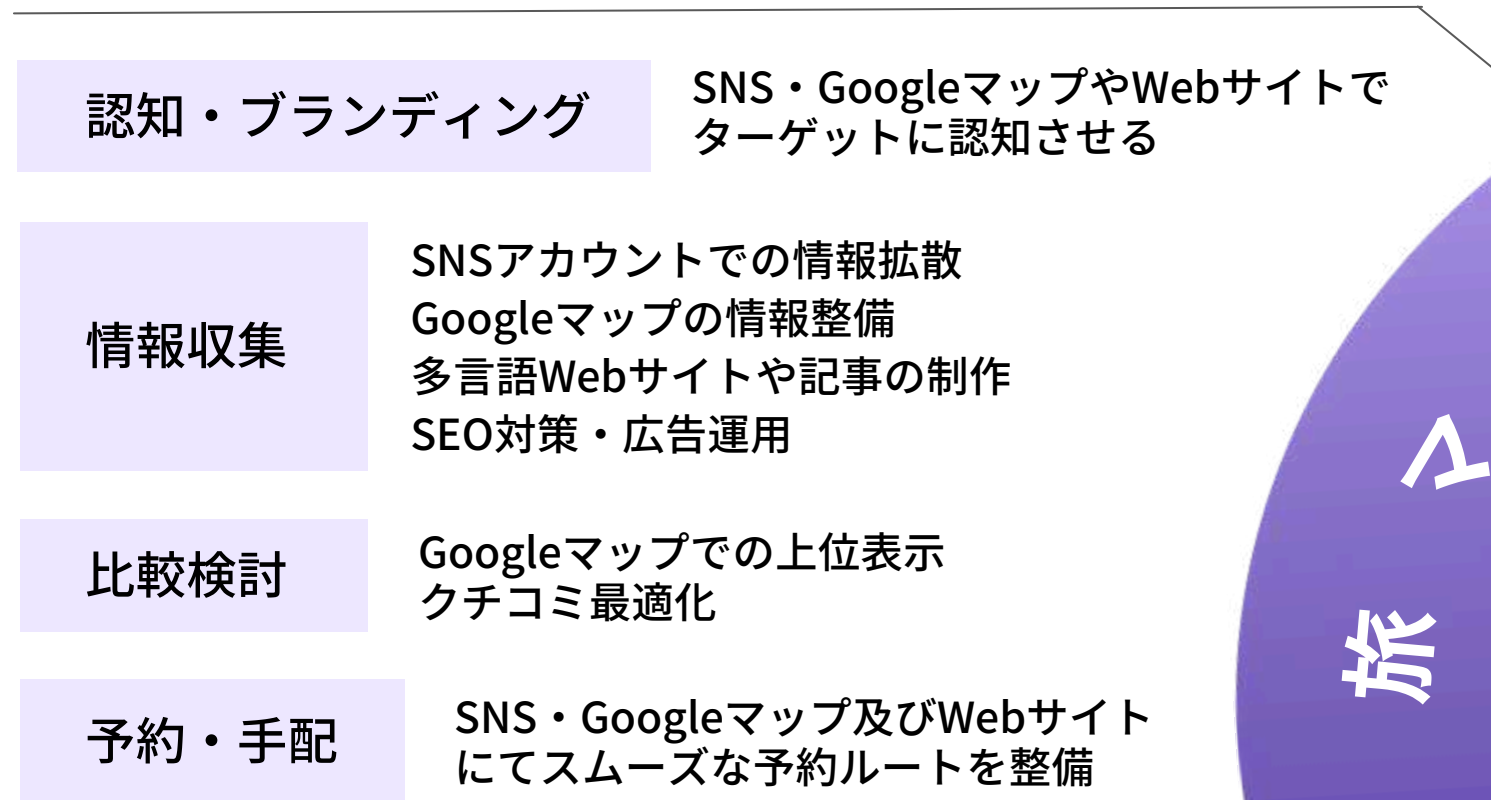 認知・ブランディング
SNS・GoogleマップやWebサイトで
ターゲットに認知させる
情報収集
SNSアカウントでの情報拡散
Googleマップの情報整備
多言語Webサイトや記事の制作
SEO対策・広告運用
比較検討
Googleマップでの上位表示
クチコミ最適化
予約・手配
SNS・Googleマップ及びWebサイト
にてスムーズな予約ルートを整備
旅マ